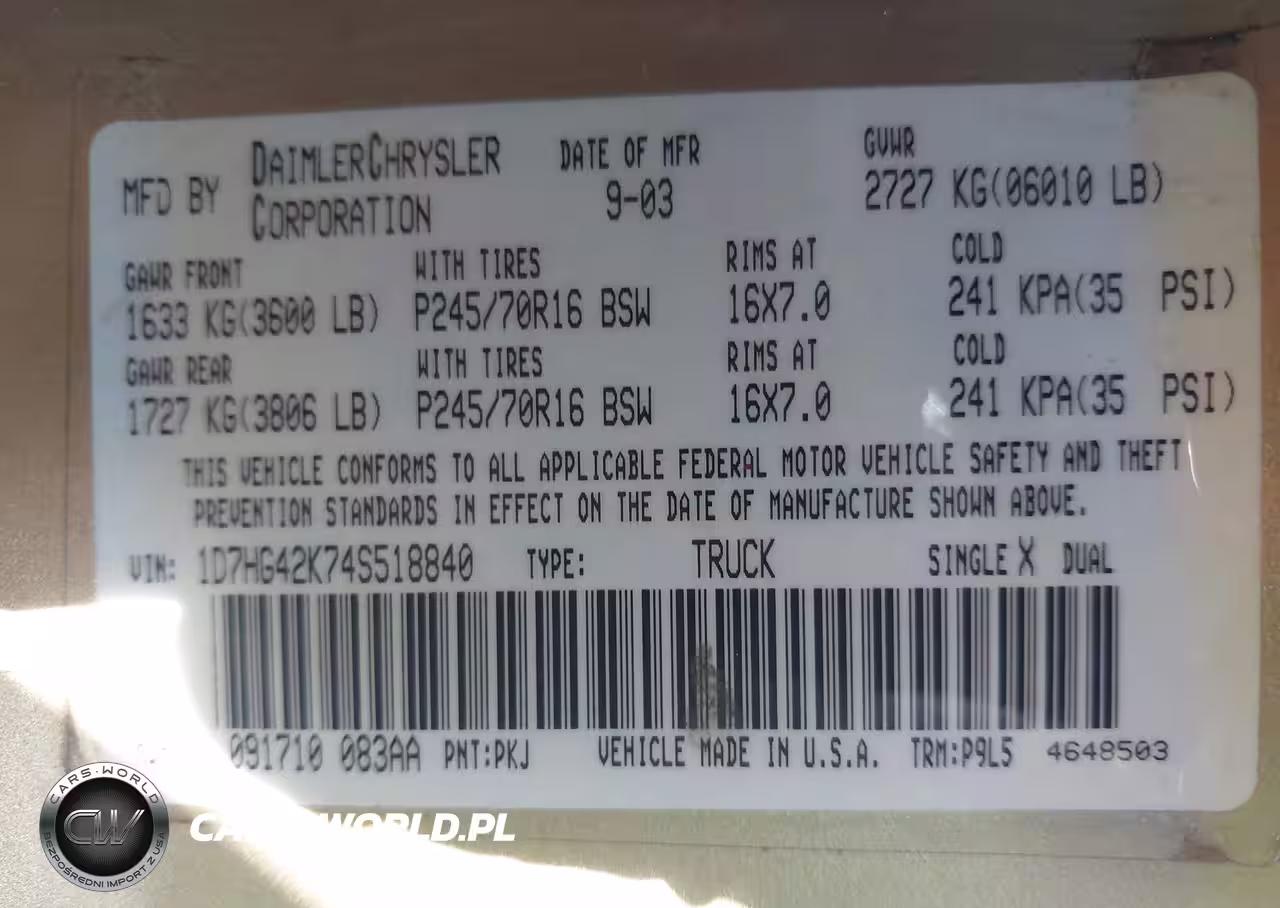 MFD BY DAIMLERCHRYSLER CORPORATION DATE OF MFR 9-03 GVWR 2727 KG(06010 LB)
GAWR FRONT WITH TIRES RIMS AT COLD
1633 KG(3600 LB) P245/70R16 BSW 16X7.0 241 KPA(35 PSI)
GAWR REAR WITH TIRES RIMS AT COLD
1727 KG(3806 LB) P245/70R16 BSW 16X7.0 241 KPA(35 PSI)
THIS VEHICLE CONFORMS TO ALL APPLICABLE FEDERAL MOTOR VEHICLE SAFETY AND THEFT
PREVENTION STANDARDS IN EFFECT ON THE DATE OF MANUFACTURE SHOWN ABOVE.
VIN: 1D7HG42K74S518840 TYPE: TRUCK SINGLE X DUAL
091710 083AA PNT:PKJ VEHICLE MADE IN U.S.A. TRM:P9L5 4648503
CARS-WORLD
CW
BEZPOŚREDNI IMPORT Z USA
WORLD.PL